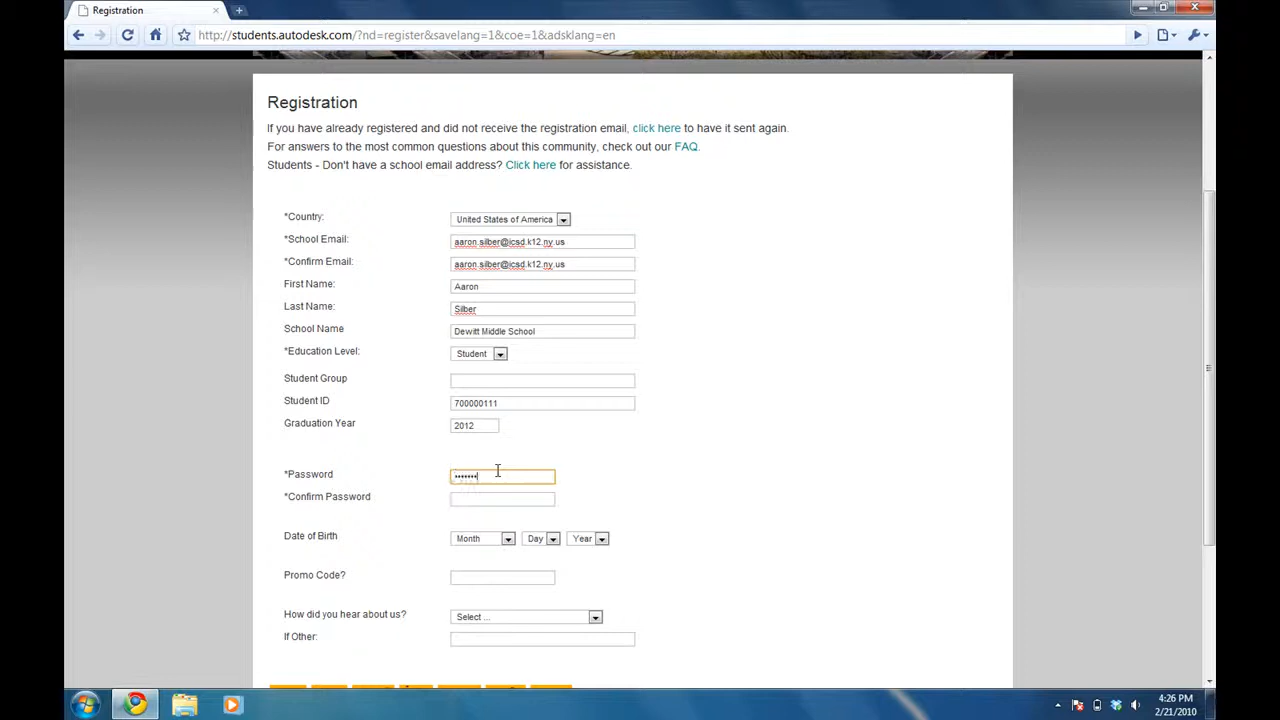 Registration
http://students.autodesk.com/?nd=register&savelang=1&coe=1&adsklang=en
Registration
If you have already registered and did not receive the registration email, click here to have it sent again.
For answers to the most common questions about this community, check out our FAQ.
Students - Don't have a school email address? Click here for assistance.
*Country: United States of America
*School Email: aaron.silber@icsd.k12.ny.us
*Confirm Email: aaron.silber@icsd.k12.ny.us
First Name: Aaron
Last Name: Silber
School Name Dewitt Middle School
*Education Level: Student
Student Group
Student ID 700000111
Graduation Year 2012
*Password •••••••
*Confirm Password
Date of Birth Month Day Year
Promo Code?
How did you hear about us? Select ...
If Other:
4:26 PM
2/21/2010